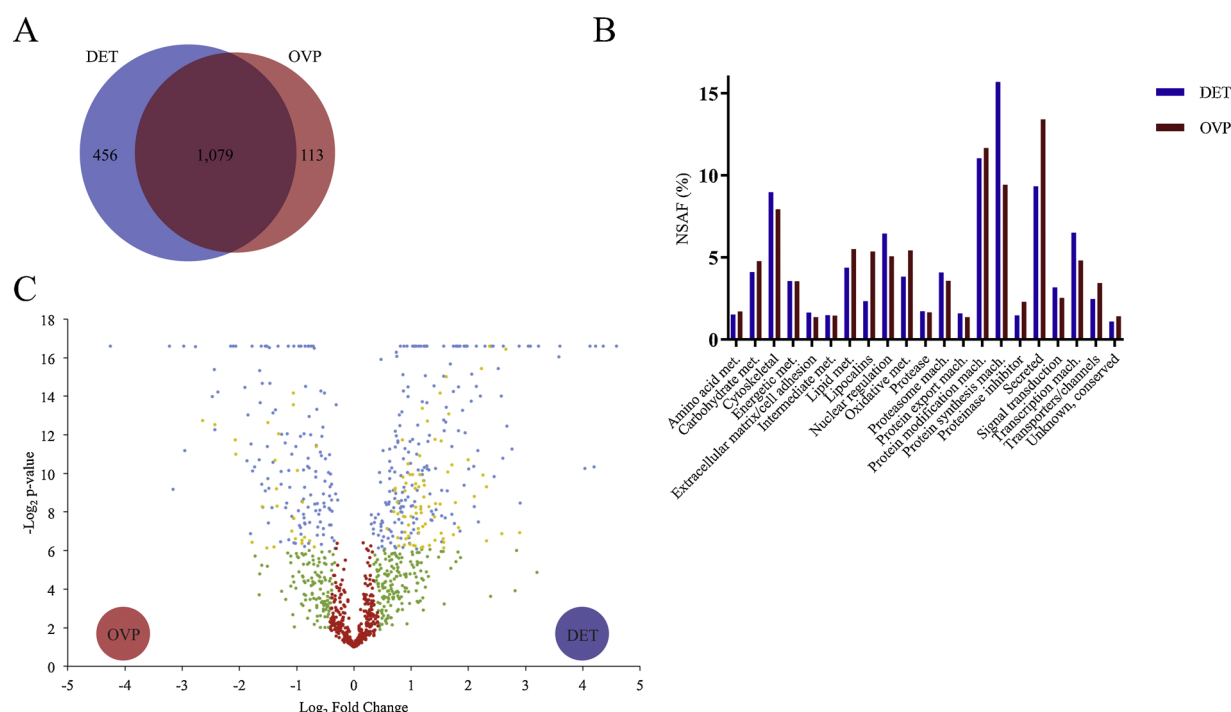 A
DET
OVP
456
1,079
113
B
15
10
5
0
NSAF (%)
DET
OVP
Amino acid met.
Carbohydrate met.
Cytoskeletal
Energetic met.
Extracellular matrix/cell adhesion
Intermediate met.
Lipid met.
Lipocalins
Nuclear regulation
Oxidative met.
Protease
Proteasome mach.
Protein export mach.
Protein modification mach.
Protein synthesis mach.
Proteinase inhibitor
Secreted
Signal transduction
Transcription mach.
Transporters/channels
Unknown, conserved
C
18
16
14
12
10
8
6
4
2
0
-Log2 p-value
OVP
DET
-5
-4
-3
-2
-1
0
1
2
3
4
5
Log2 Fold Change